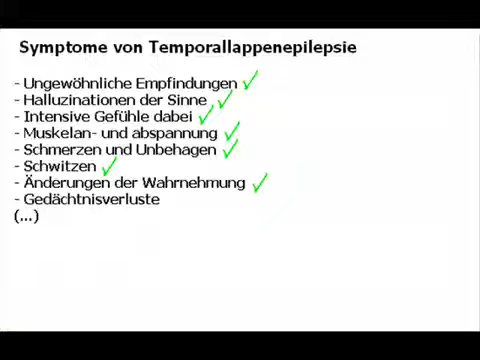 Symptome von Temporallappenepilepsie
- Ungewöhnliche Empfindungen
- Halluzinationen der Sinne
- Intensive Gefühle dabei
- Muskelan- und abspannung
- Schmerzen und Unbehagen
- Schwitzen
- Änderungen der Wahrnehmung
- Gedächtnisverluste
(...)